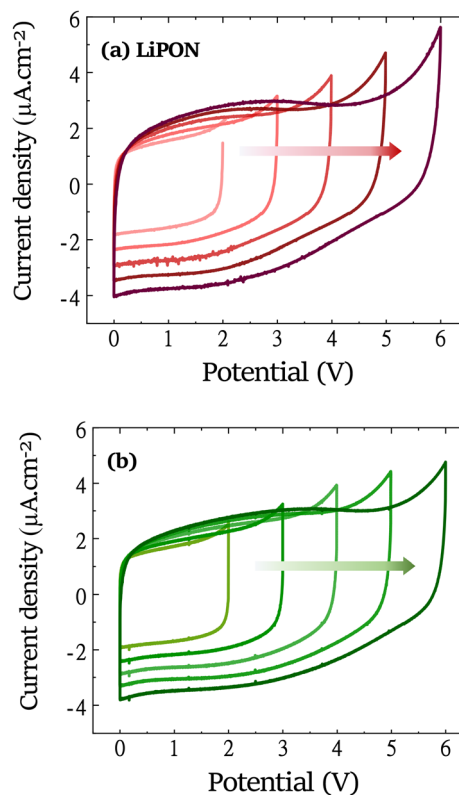 (a) LiPON
Current density (µA.cm⁻²)
6
4
2
0
-2
-4
0 1 2 3 4 5 6
Potential (V)
(b)
Current density (µA.cm⁻²)
6
4
2
0
-2
-4
0 1 2 3 4 5 6
Potential (V)